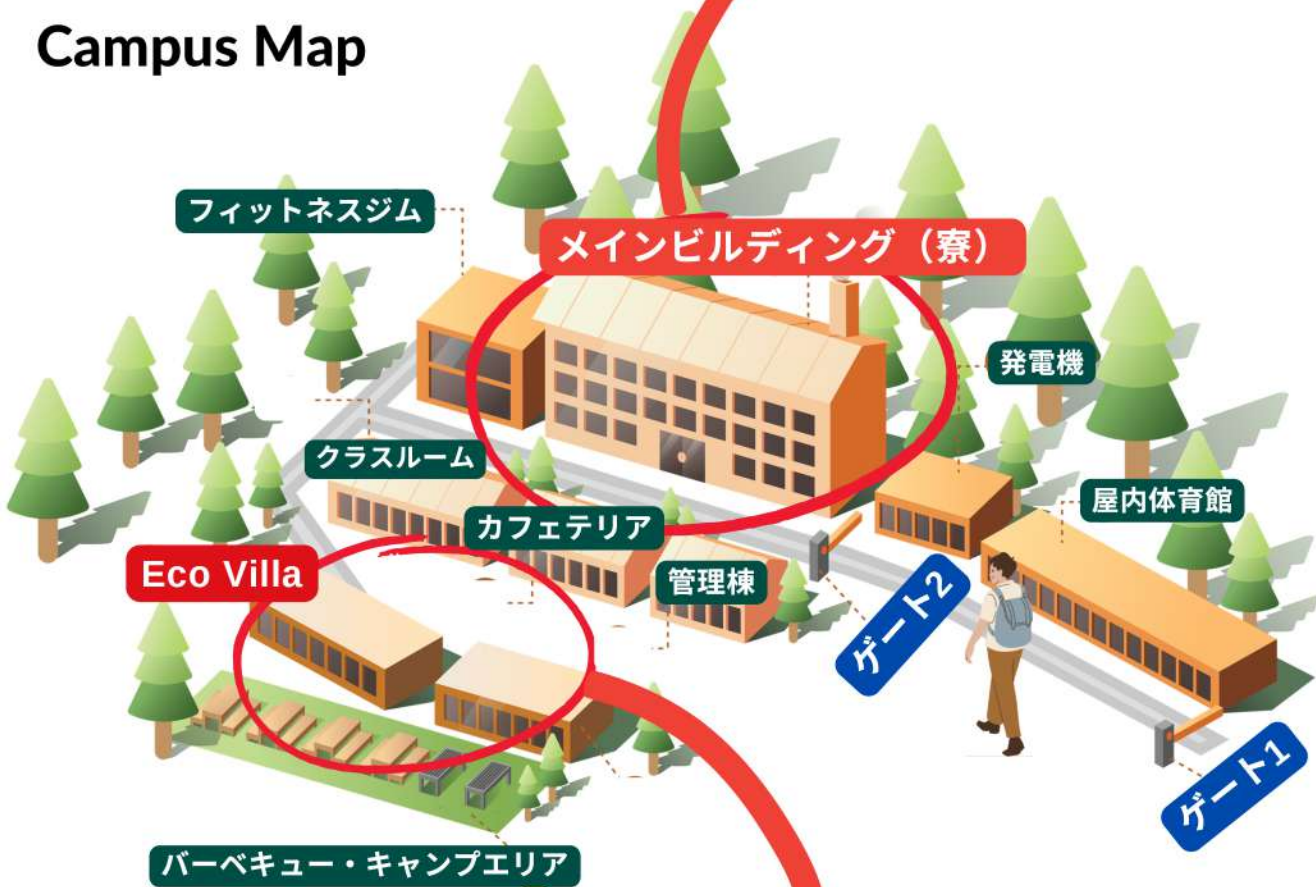 Campus Map
フィットネスジム
メインビルディング（寮）
発電機
クラスルーム
屋内体育館
カフェテリア
Eco Villa
管理棟
ゲート2
ゲート1
バーベキュー・キャンプエリア